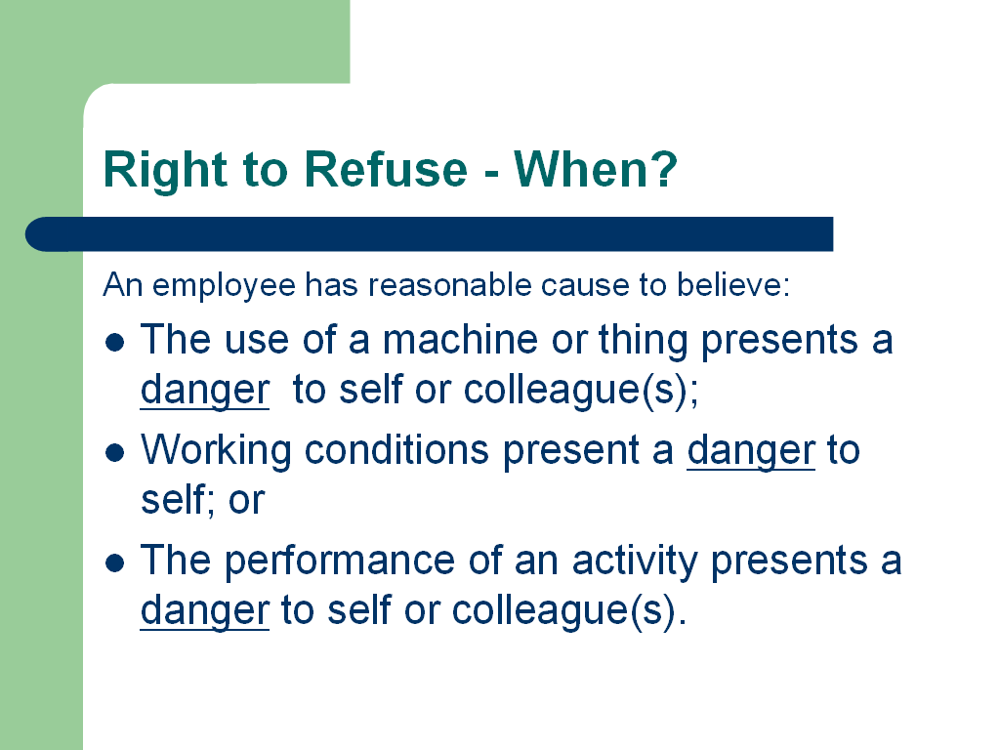 Right to Refuse - When?
An employee has reasonable cause to believe:
● The use of a machine or thing presents a
danger  to self or colleague(s);
● Working conditions present a danger to
self; or
● The performance of an activity presents a
danger to self or colleague(s).